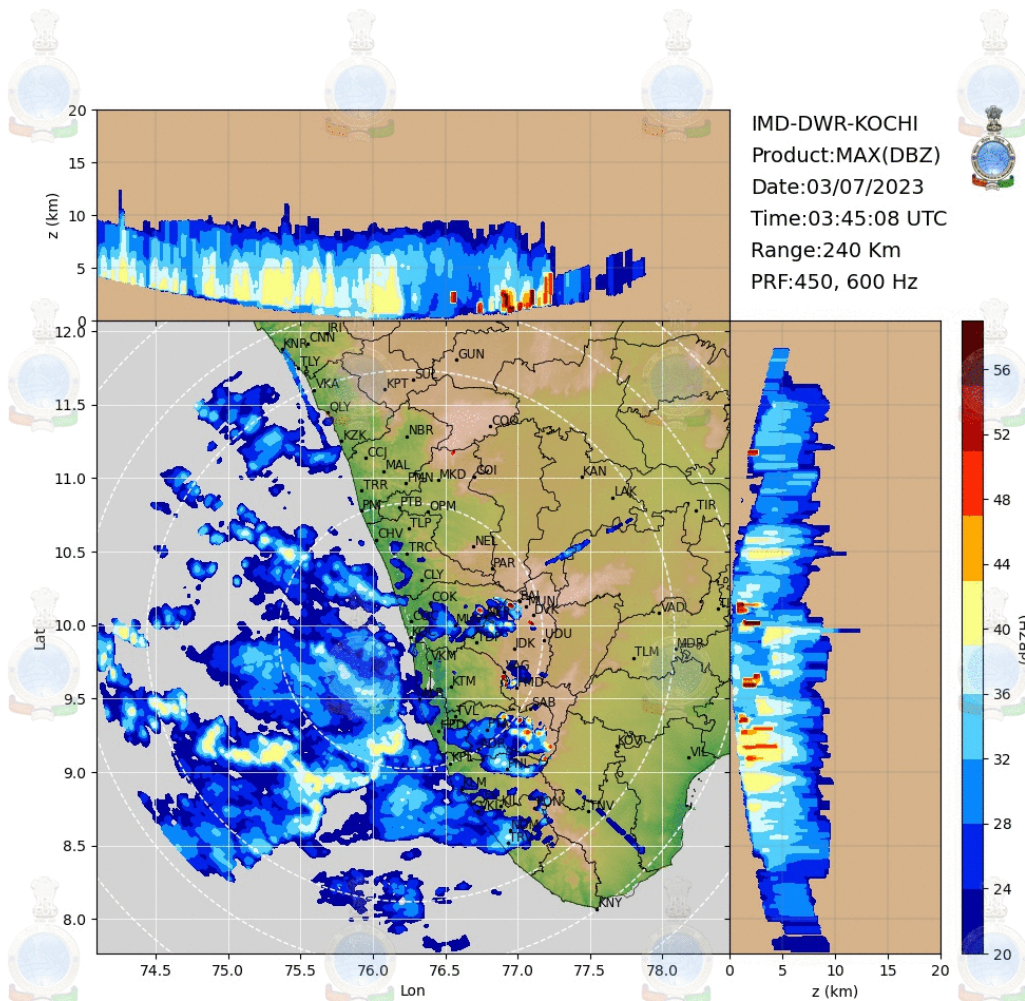 20
15
10
5
0
z (km)
IMD-DWR-KOCHI
Product:MAX(DBZ)
Date:03/07/2023
Time:03:45:08 UTC
Range:240 Km
PRF:450, 600 Hz
12.0
11.5
11.0
10.5
10.0
9.5
9.0
8.5
8.0
Lat
IRI
CNN
KNR
TLY
GUN
SUL
KPT
VKA
QLY
NBR
COO
KZK
CCJ
MAL
MKD
COI
KAN
PMN
TRR
LAK
PTB
OPM
TIR
PNI
TLP
CHV
NEL
TRC
PAR
CLY
COK
MUN
DVK
VAD
UDU
IDK
MDR
TLM
VKM
KTM
SAB
TVL
KOV
VIL
KPL
PNL
TNV
KNY
74.5
75.0
75.5
76.0
76.5
77.0
77.5
78.0
Lon
0
5
10
15
20
z (km)
56
52
48
44
40
36
32
28
24
20